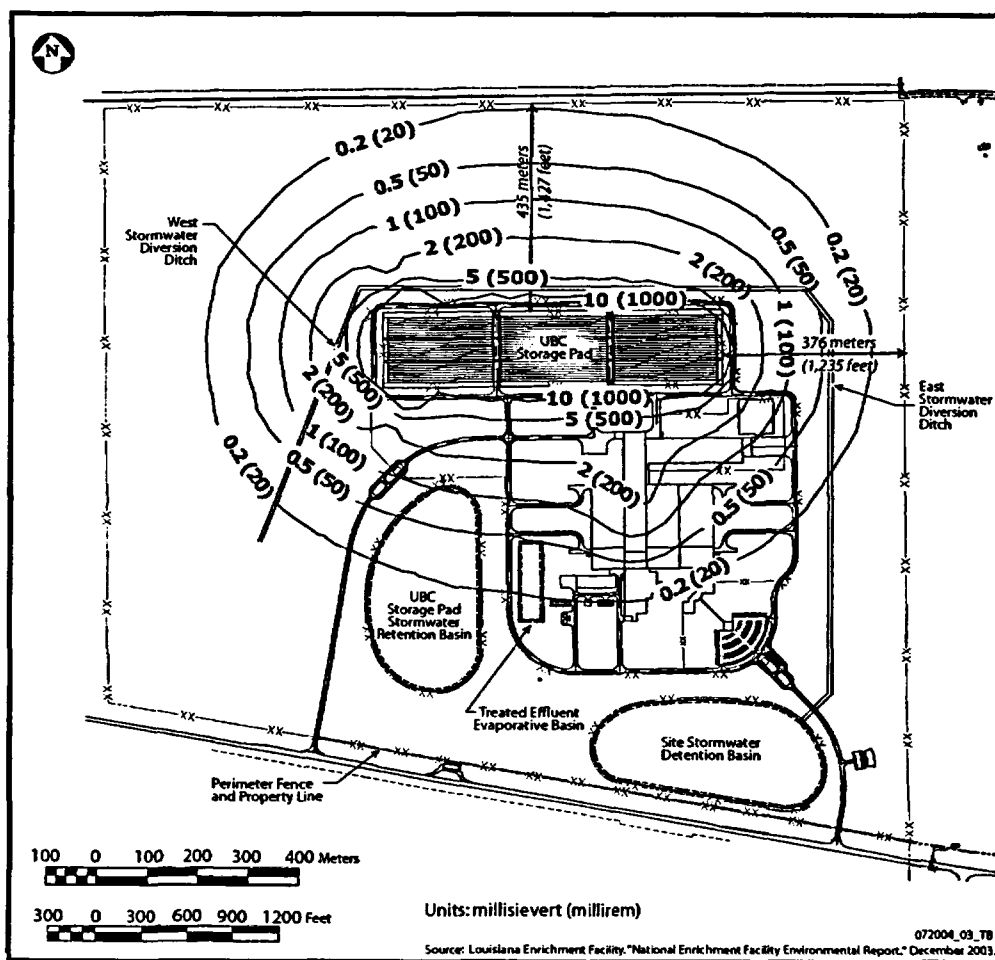 N
0.2 (20)
0.5 (50)
1 (100)
2 (200)
5 (500)
10 (1000)
435 meters
(1,427 feet)
West
Stormwater
Diversion
Ditch
2 (200)
0.5 (50)
0.2 (20)
1 (100)
UBC
Storage Pad
376 meters
(1,235 feet)
East
Stormwater
Diversion
Ditch
5 (500)
2 (200)
1 (100)
0.5 (50)
0.2 (20)
10 (1000)
5 (500)
2 (200)
0.5 (50)
0.2 (20)
UBC
Storage Pad
Stormwater
Retention Basin
Treated Effluent
Evaporative Basin
Site Stormwater
Detention Basin
Perimeter Fence
and Property Line
100 0 100 200 300 400 Meters
300 0 300 600 900 1200 Feet
Units: millisievert (millirem)
072004_03_TB
Source: Louisiana Enrichment Facility. "National Enrichment Facility Environmental Report." December 2003.